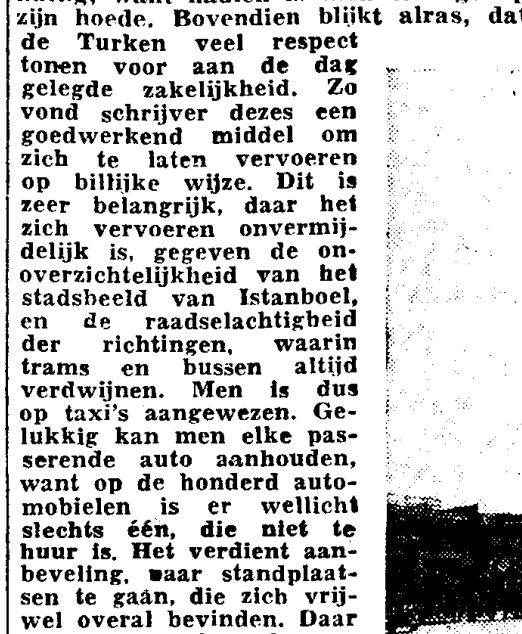 zijn hoede. Bovendien blijkt alras, dat
de Turken veel respect
tonen voor aan de dag
gelegde zakelijkheid. Zo
vond schrijver dezes een
goedwerkend middel om
zich te laten vervoeren
op billijke wijze. Dit is
zeer belangrijk, daar het
zich vervoeren onvermij-
delijk is, gegeven de on-
overzichtelijkheid van het
stadsbeeld van Istanboel,
en de raadselachtigheid
der richtingen, waarin
trams en bussen altijd
verdwijnen. Men is dus
op taxi's aangewezen. Ge-
lukkig kan men elke pas-
serende auto aanhouden,
want op de honderd auto-
mobielen is er wellicht
slechts één, die niet te
huur is. Het verdient aan-
beveling, naar standplaat-
sen te gaan, die zich vrij-
wel overal bevinden. Daar